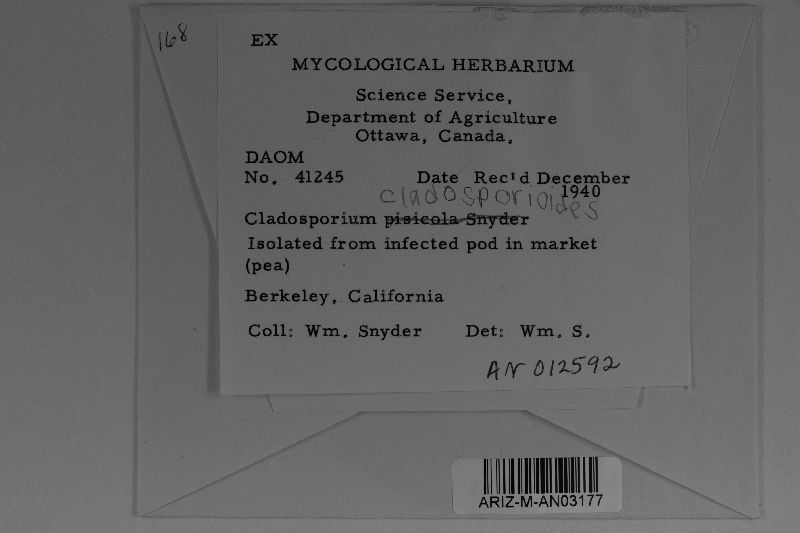 168
EX
MYCOLOGICAL HERBARIUM
Science Service,
Department of Agriculture
Ottawa, Canada.
DAOM
No. 41245 Date Rec'd December
1940
cladosporioides
Cladosporium pisicola Snyder
Isolated from infected pod in market
(pea)
Berkeley, California
Coll: Wm. Snyder Det: Wm. S.
AN 012592
ARIZ-M-AN03177